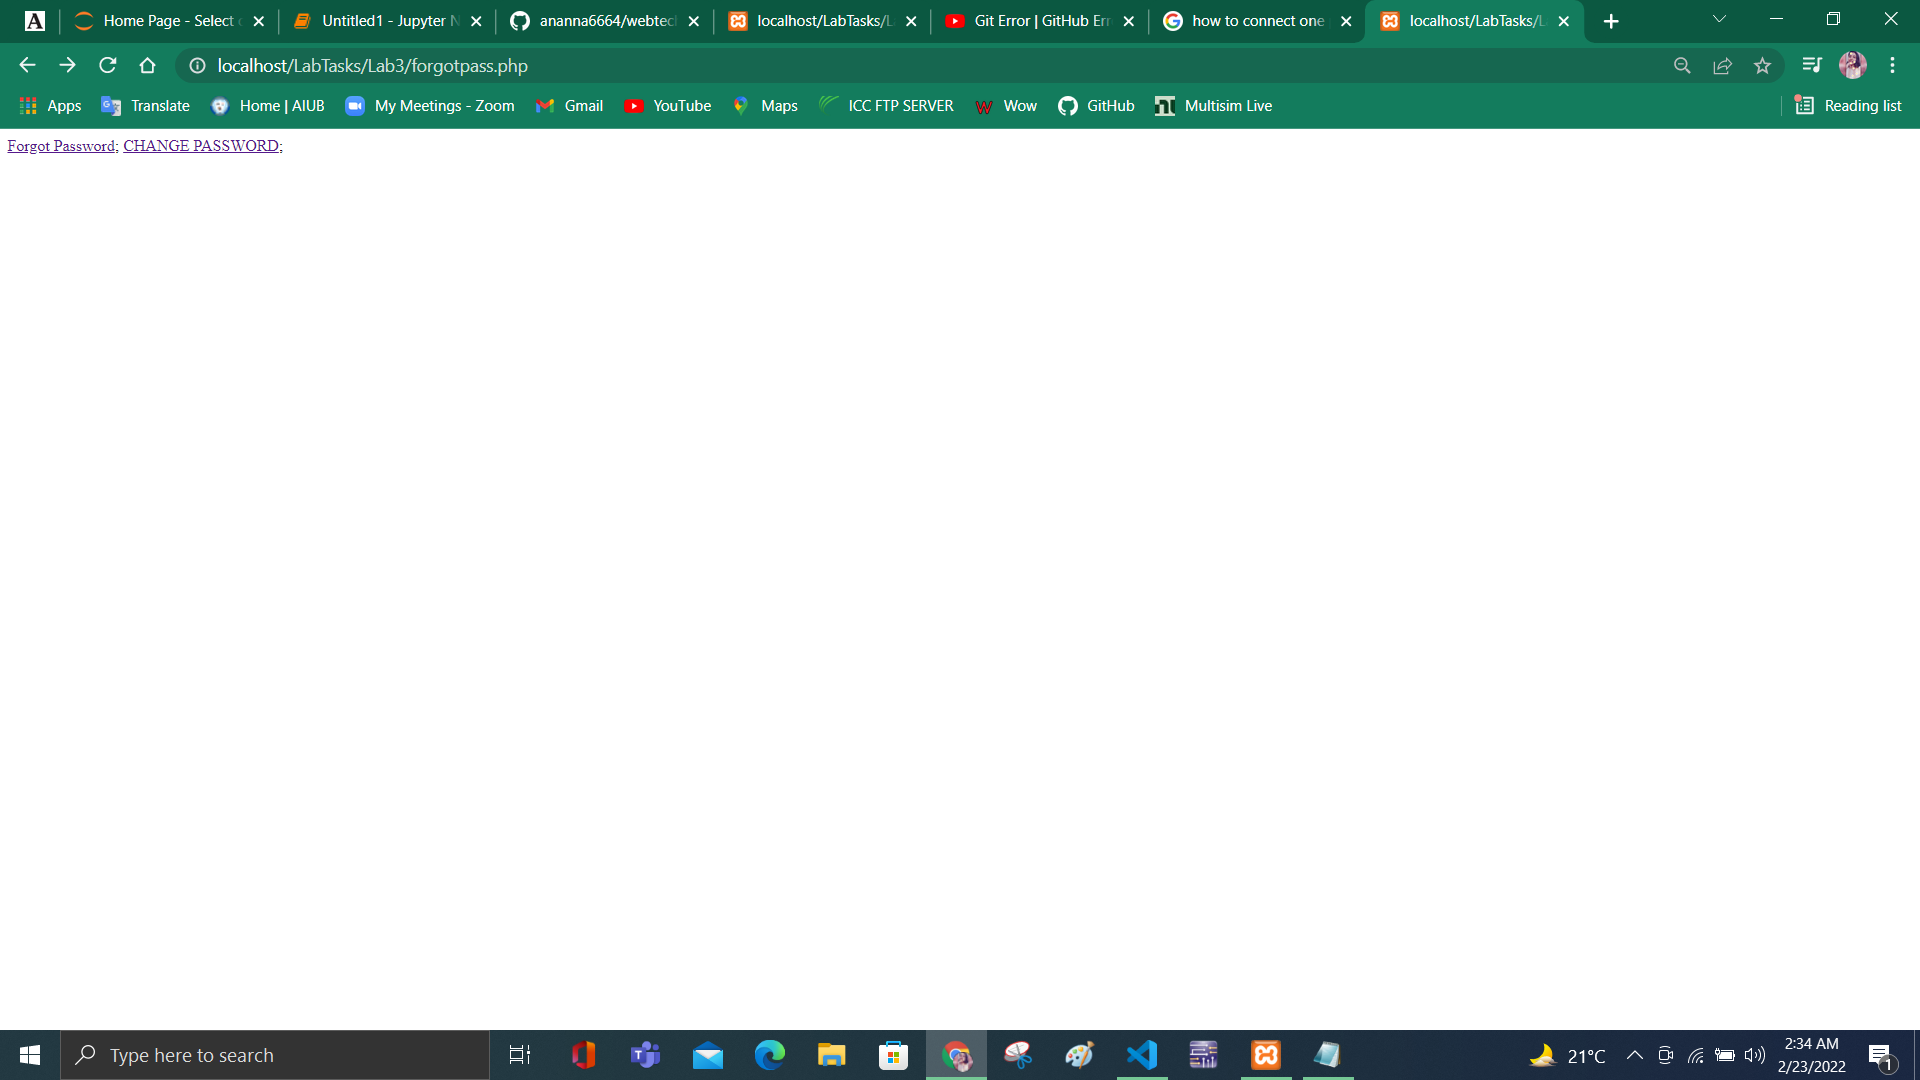 A Home Page - Select Untitled1 - Jupyter N ananna6664/webtec localhost/LabTasks/L Git Error | GitHub Err how to connect one localhost/LabTasks/L
localhost/LabTasks/Lab3/forgotpass.php
Apps Translate Home | AIUB My Meetings - Zoom Gmail YouTube Maps ICC FTP SERVER Wow GitHub Multisim Live Reading list
Forgot Password; CHANGE PASSWORD;
Type here to search 21°C 2:34 AM
2/23/2022 1